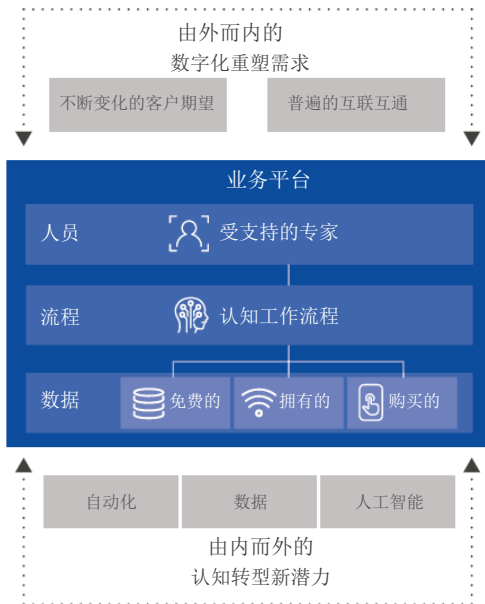 由外而内的
数字化重塑需求
不断变化的客户期望 普遍的互联互通
业务平台
人员 受支持的专家
流程 认知工作流程
数据 免费的 拥有的 购买的
自动化 数据 人工智能
由内而外的
认知转型新潜力